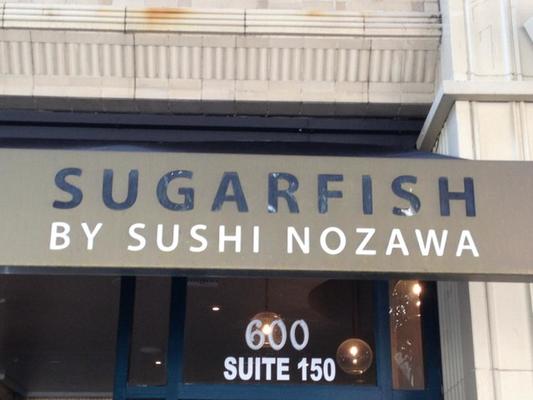 SUGARFISH
BY SUSHI NOZAWA
600
SUITE 150